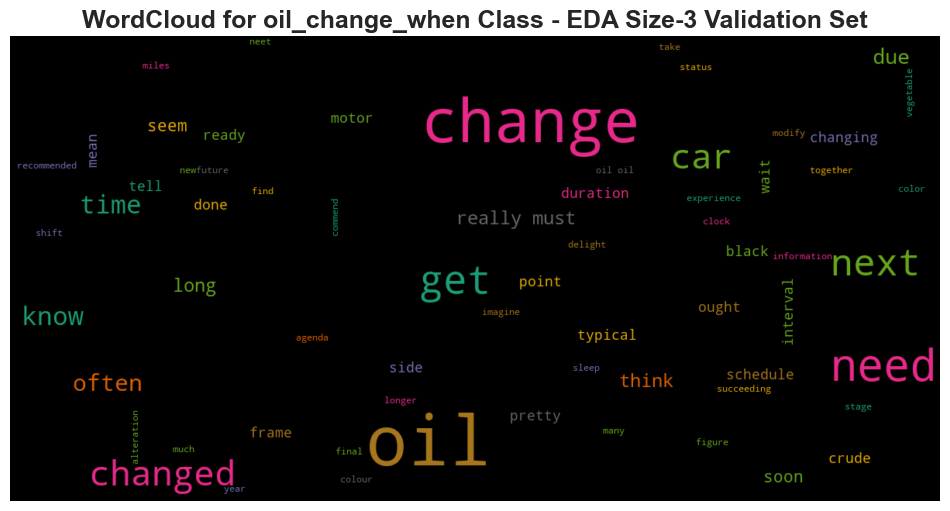 WordCloud for oil_change_when Class - EDA Size-3 Validation Set
neet
take
miles
status
due
vegetable
change
motor
seem
ready
modify
changing
mean
car
recommended
new
future
oil oil
wait
together
tell
find
duration
experience
color
time
done
commend
really must
clock
shift
delight
black
information
next
get
point
long
interval
know
imagine
ought
typical
agenda
side
sleep
think
schedule
need
often
succeeding
longer
stage
pretty
oil
alteration
frame
many
figure
much
final
crude
changed
colour
soon
year